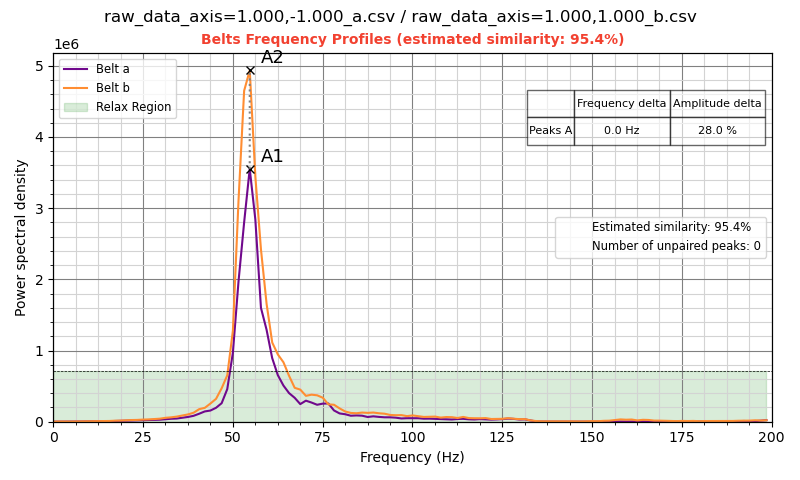 raw_data_axis=1.000,-1.000_a.csv / raw_data_axis=1.000,1.000_b.csv
Belts Frequency Profiles (estimated similarity: 95.4%)
1e6
Belt a
Belt b
Relax Region
A2
A1
Frequency delta Amplitude delta
Peaks A 0.0 Hz 28.0 %
Estimated similarity: 95.4%
Number of unpaired peaks: 0
Power spectral density
5
4
3
2
1
0
0 25 50 75 100 125 150 175 200
Frequency (Hz)